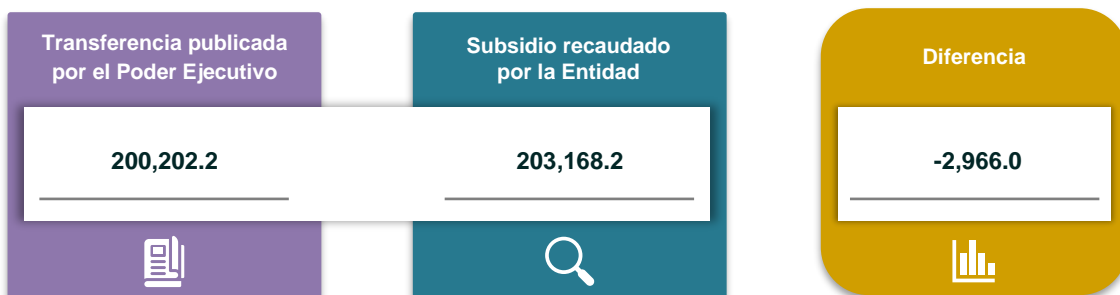 Transferencia publicada
por el Poder Ejecutivo
200,202.2
Subsidio recaudado
por la Entidad
203,168.2
Diferencia
-2,966.0